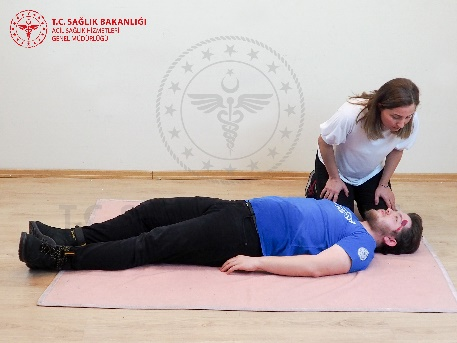 T.C. SAĞLIK BAKANLIĞI
ACİL SAĞLIK HİZMETLERİ
GENEL MÜDÜRLÜĞÜ